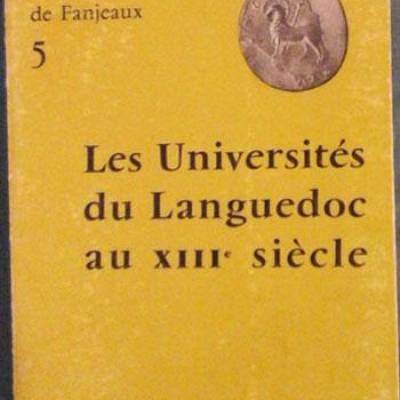 de Fanjeaux
5
Les Universités
du Languedoc
au XIIIe siècle